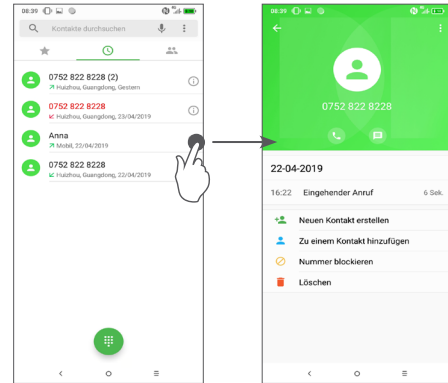 08:39
Kontakte durchsuchen
0752 822 8228 (2)
Huizhou, Guangdong, Gestern
0752 822 8228
Huizhou, Guangdong, 23/04/2019
Anna
Mobil, 22/04/2019
0752 822 8228
Huizhou, Guangdong, 22/04/2019
08:39
0752 822 8228
22-04-2019
16:22 Eingehender Anruf 6 Sek.
Neuen Kontakt erstellen
Zu einem Kontakt hinzufügen
Nummer blockieren
Löschen